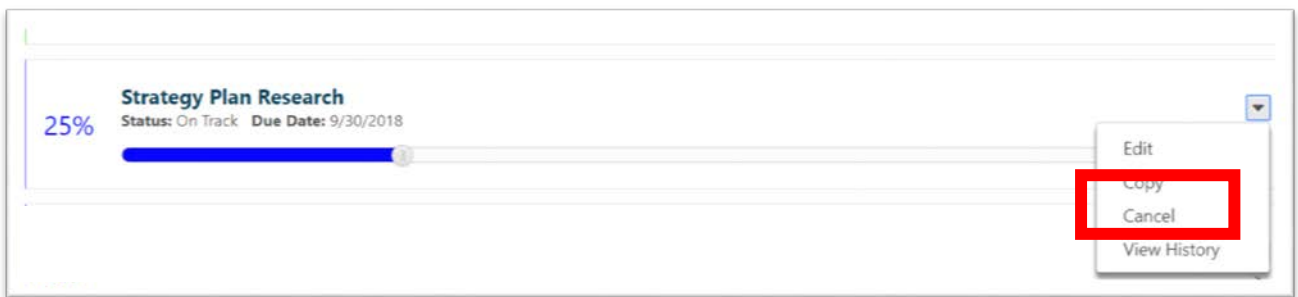 Strategy Plan Research
25%
Status: On Track Due Date: 9/30/2018
Edit
Copy
Cancel
View History